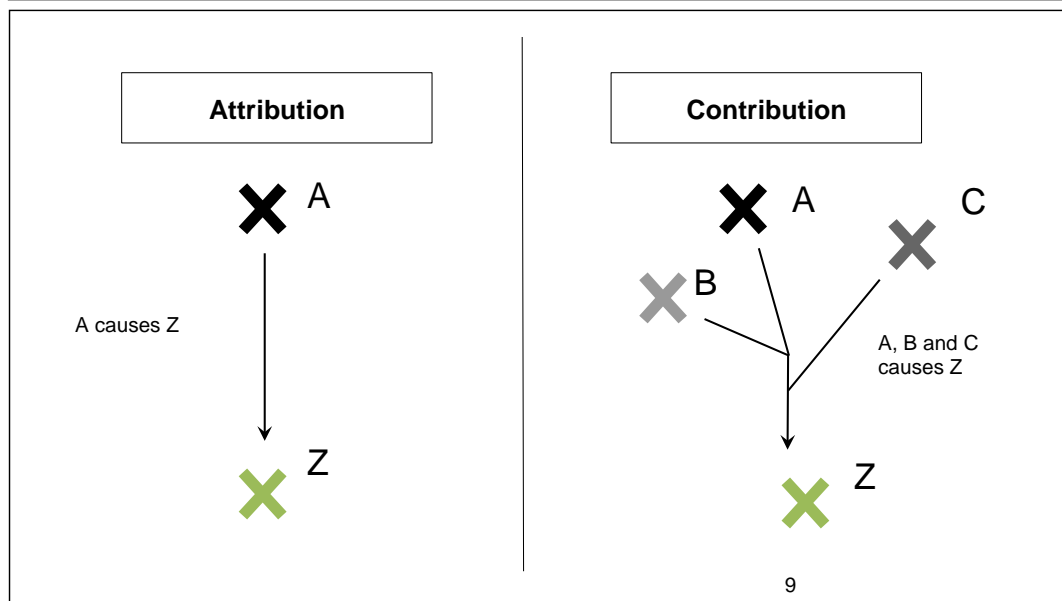 Attribution
A
A causes Z
Z
Contribution
A
C
B
A, B and C
causes Z
Z
9